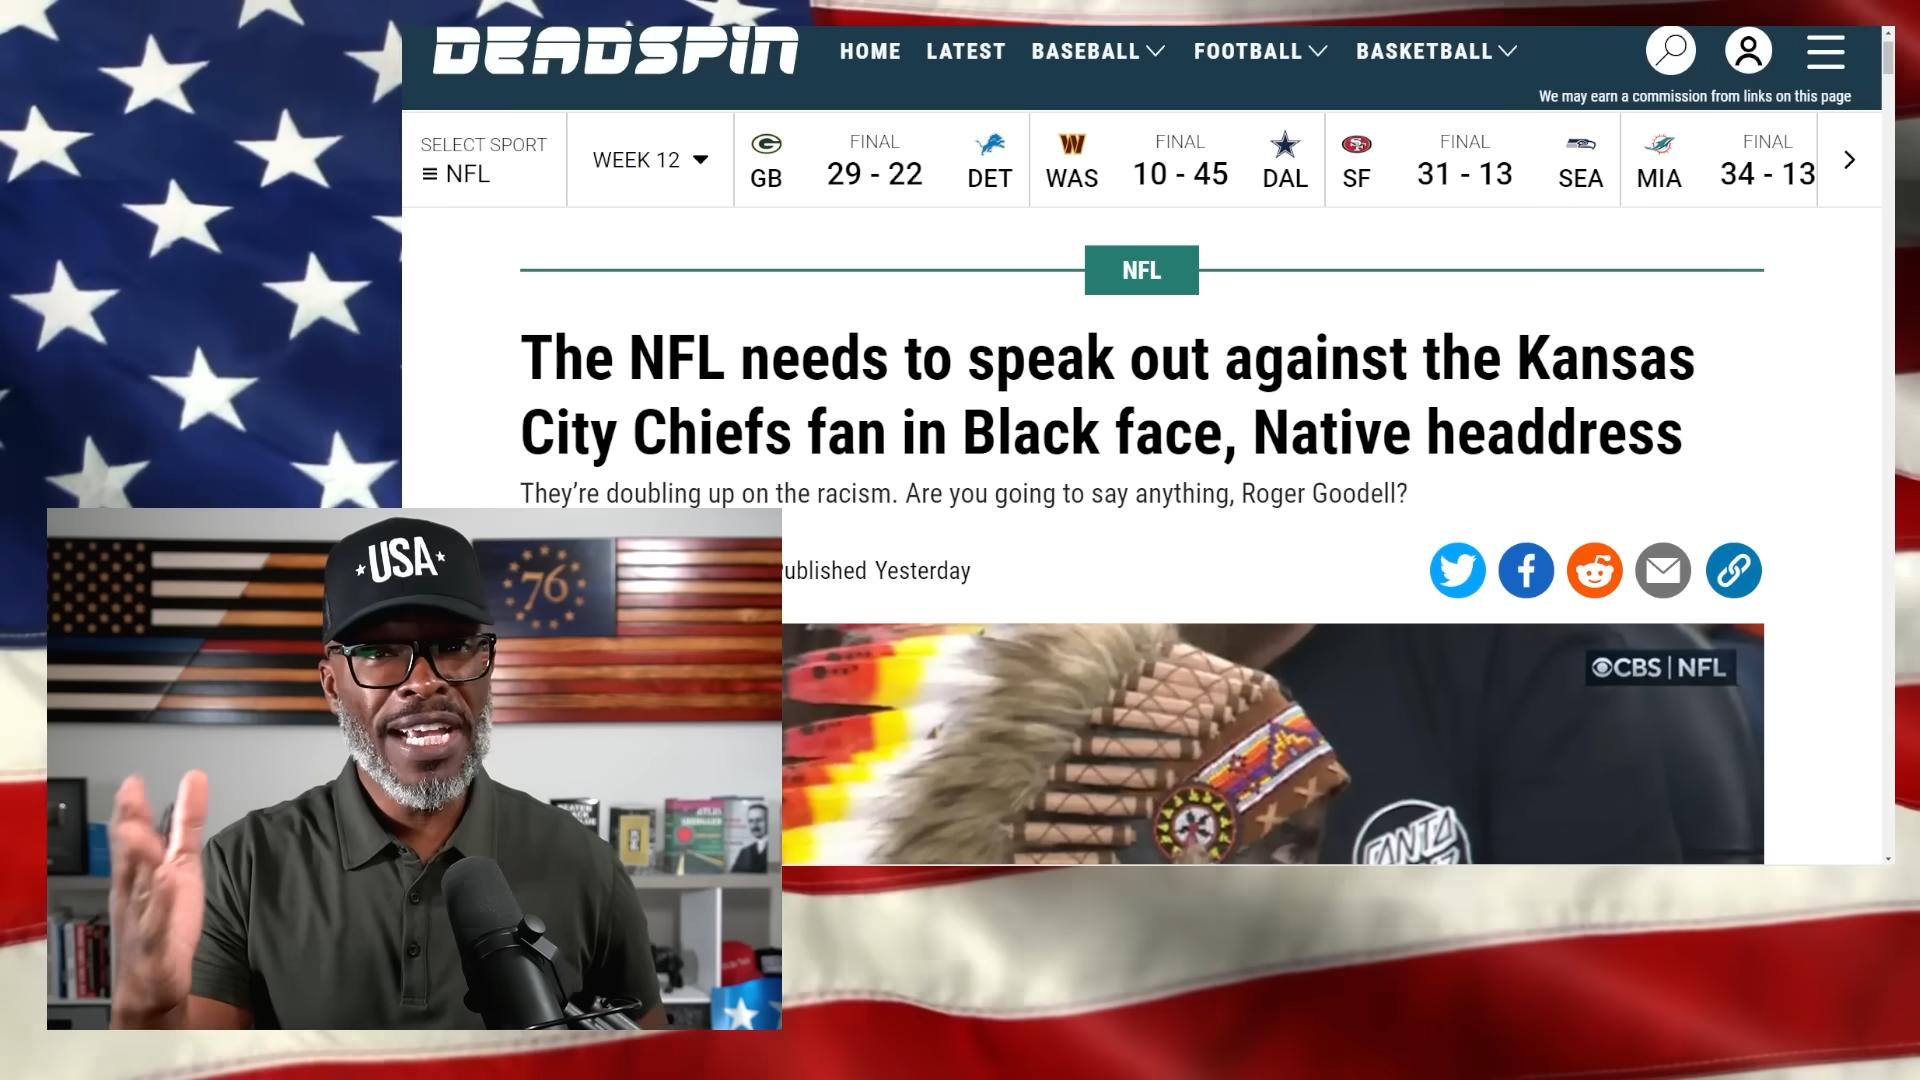 DEADSPIN
HOME LATEST BASEBALL FOOTBALL BASKETBALL
We may earn a commission from links on this page
SELECT SPORT
NFL
WEEK 12
FINAL
GB 29 - 22 DET
FINAL
WAS 10 - 45 DAL
FINAL
SF 31 - 13 SEA
FINAL
MIA 34 - 13
NFL
The NFL needs to speak out against the Kansas
City Chiefs fan in Black face, Native headdress
They’re doubling up on the racism. Are you going to say anything, Roger Goodell?
ublished Yesterday
CBS | NFL
USA
76